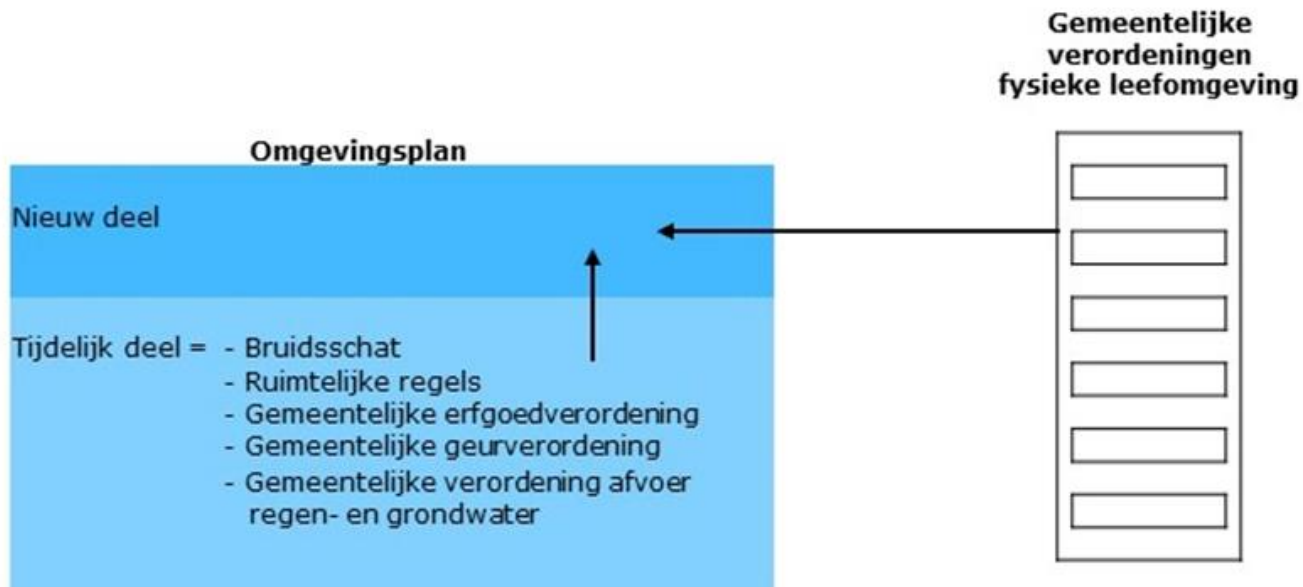 Gemeentelijke
verordeningen
fysieke leefomgeving
Omgevingsplan
Nieuw deel
Tijdelijk deel = - Bruidsschat
- Ruimtelijke regels
- Gemeentelijke erfgoedverordening
- Gemeentelijke geurverordening
- Gemeentelijke verordening afvoer
regen- en grondwater